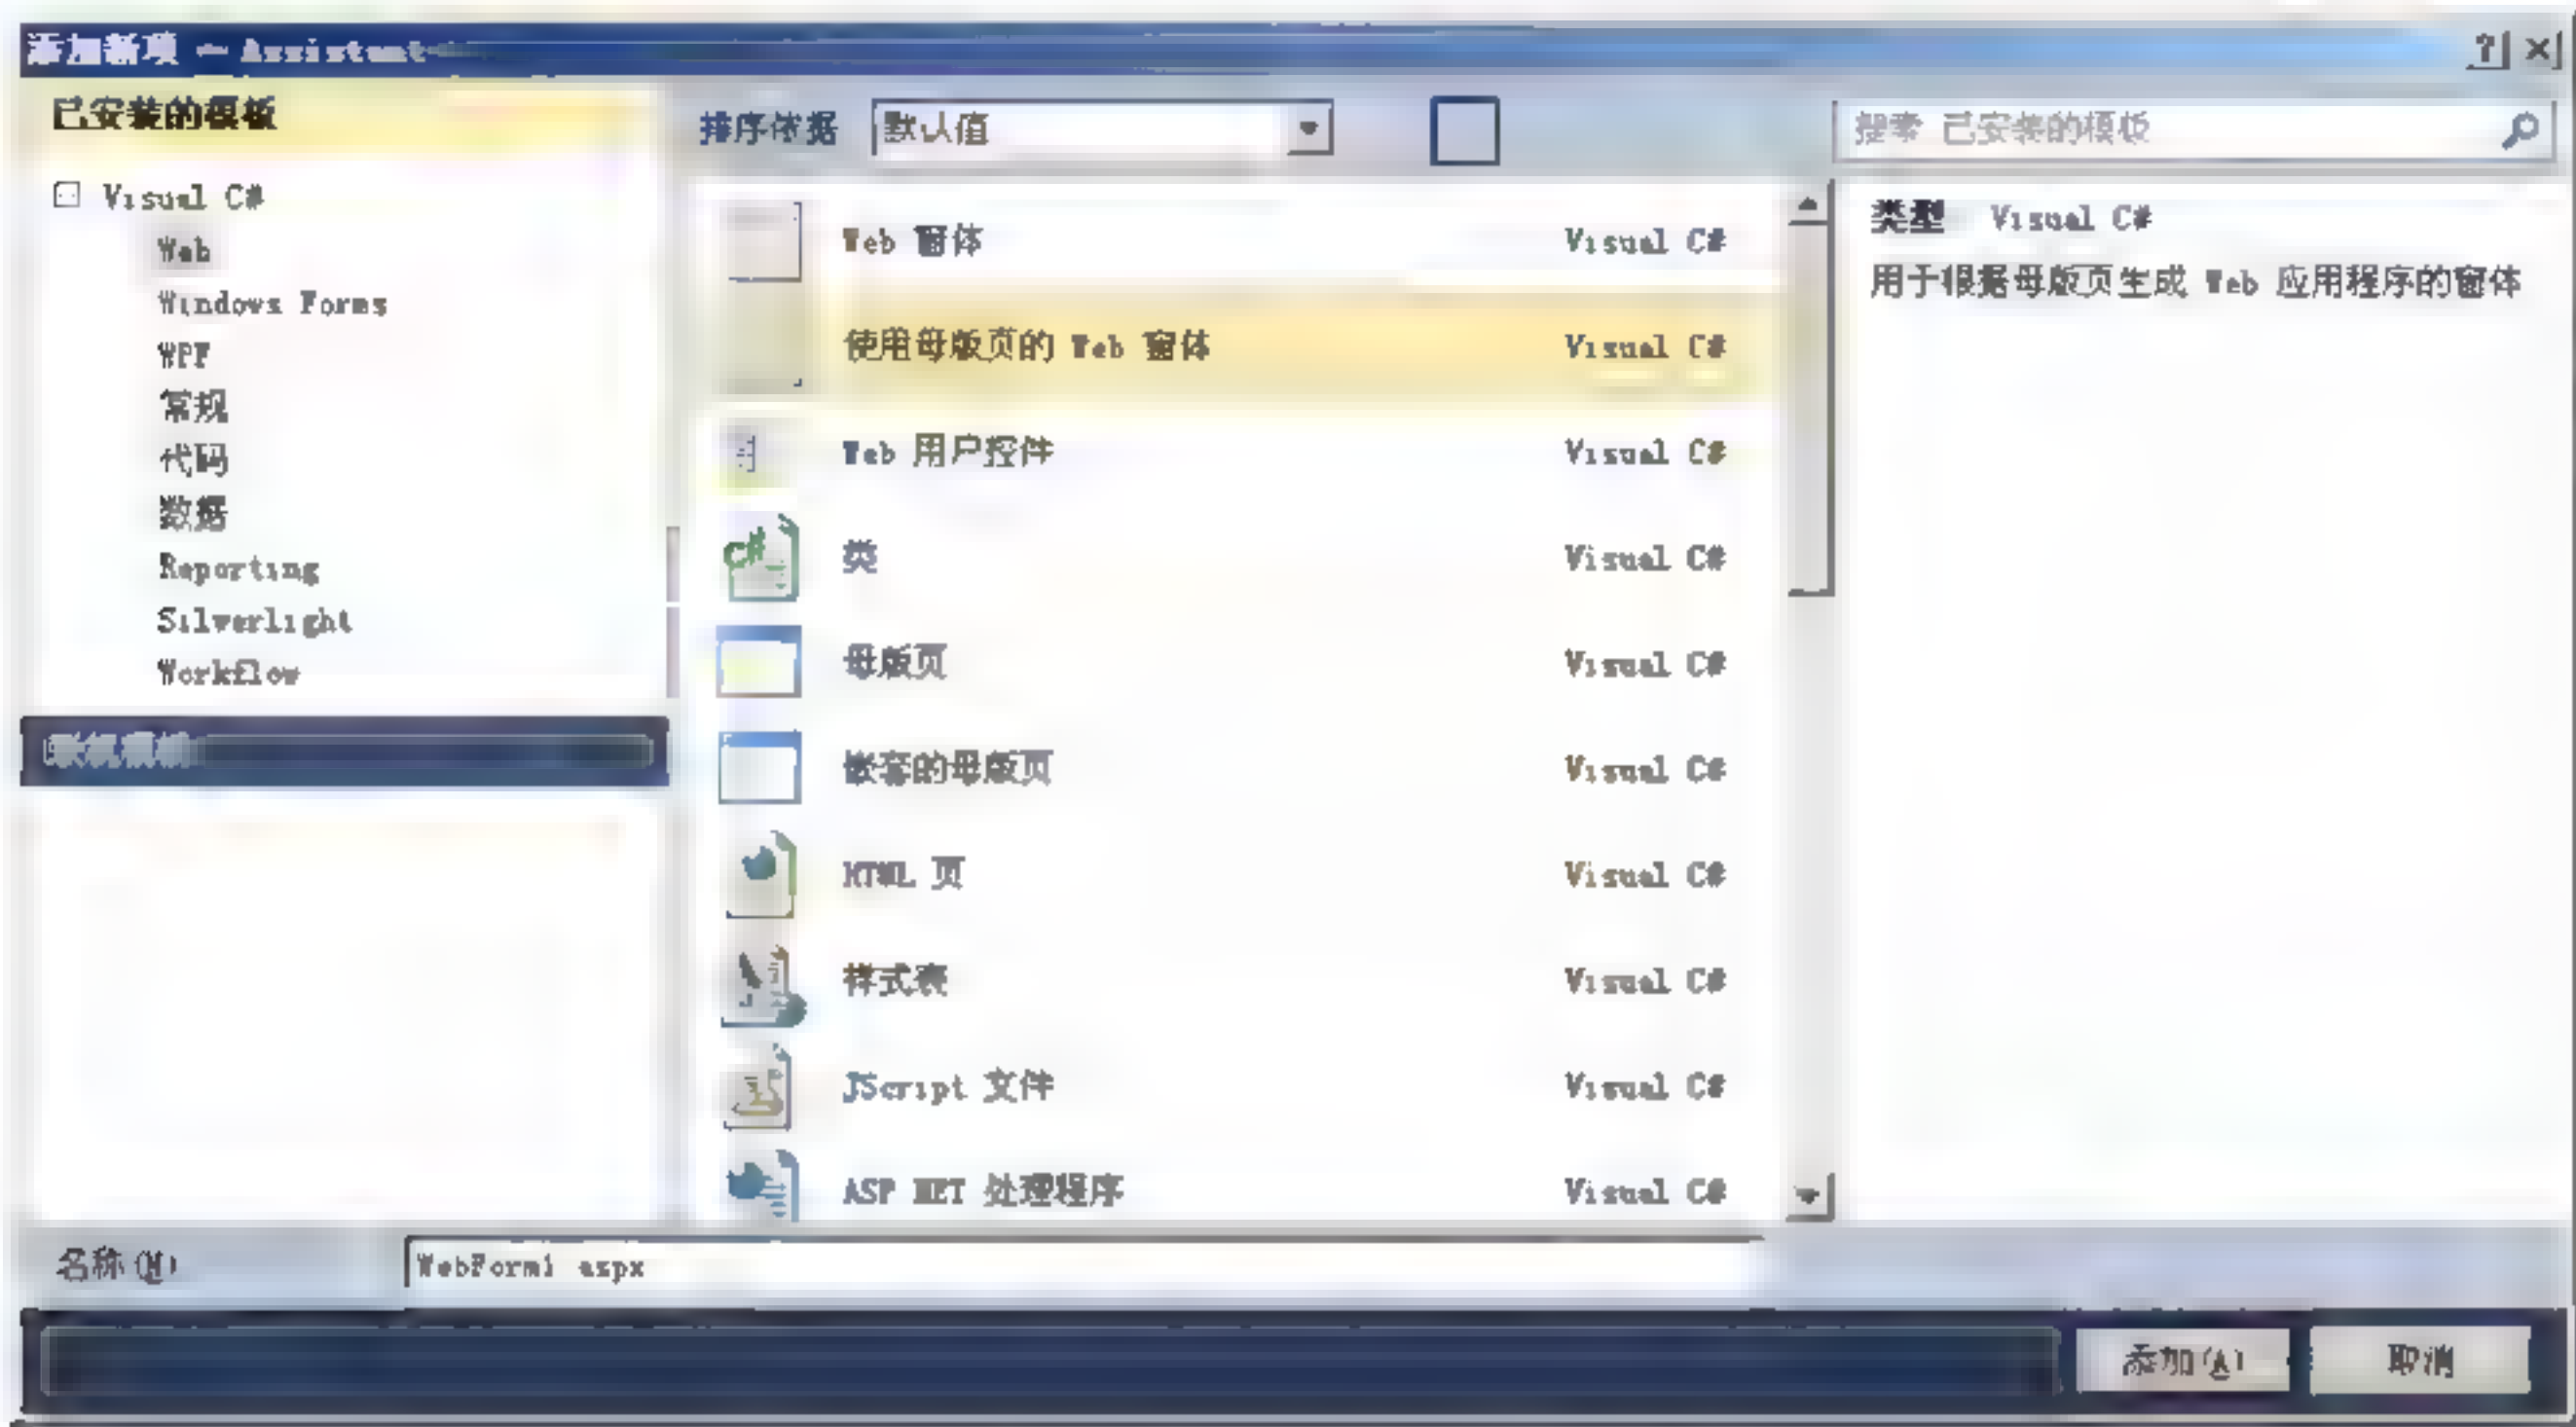 添加新项 - Assistant
已安装的模板
Visual C#
Web
Windows Forms
WPF
常规
代码
数据
Reporting
Silverlight
Workflow
联机模板
排序依据 默认值
搜索 已安装的模板
Web 窗体 Visual C#
使用母版页的 Web 窗体 Visual C#
Web 用户控件 Visual C#
类 Visual C#
母版页 Visual C#
嵌套的母版页 Visual C#
HTML 页 Visual C#
样式表 Visual C#
JScript 文件 Visual C#
ASP NET 处理程序 Visual C#
类型 Visual C#
用于根据母版页生成 Web 应用程序的窗体
名称(N) WebForm1 aspx
添加(A) 取消